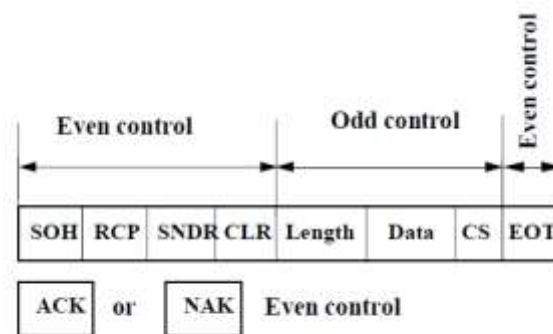 Even control
Odd control
Even control
SOH RCP SNDR CLR Length Data CS EOT
ACK or NAK Even control